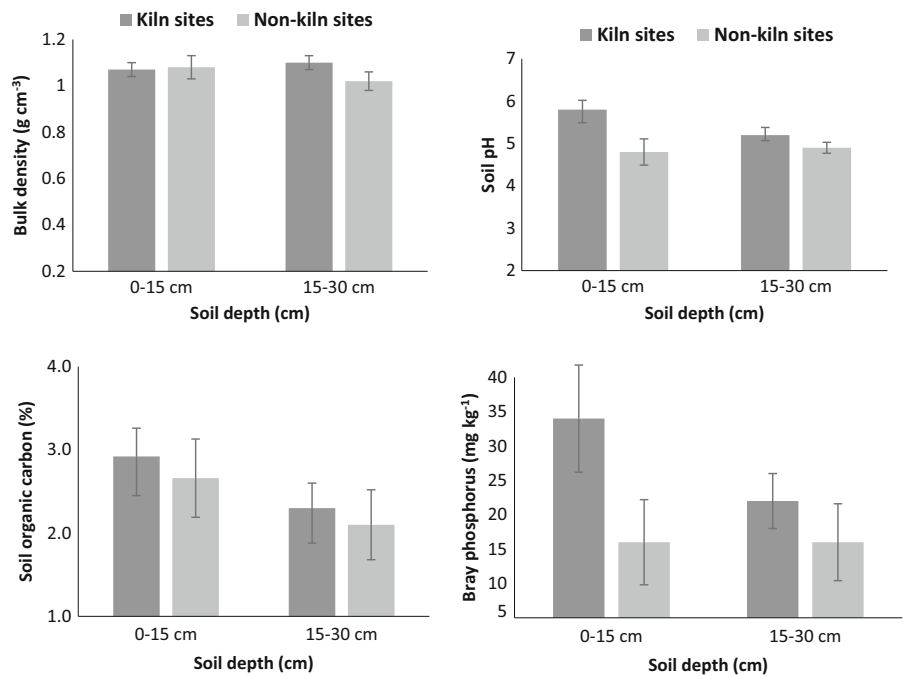 Kiln sites Non-kiln sites
Bulk density (g cm⁻³)
1.2
1
0.8
0.6
0.4
0.2
0-15 cm 15-30 cm
Soil depth (cm)
Kiln sites Non-kiln sites
Soil pH
7
6
5
4
3
2
0-15 cm 15-30 cm
Soil depth (cm)
Soil organic carbon (%)
4.0
3.0
2.0
1.0
0-15 cm 15-30 cm
Soil depth (cm)
Bray phosphorus (mg kg⁻¹)
40
35
30
25
20
15
10
5
0-15 cm 15-30 cm
Soil depth (cm)